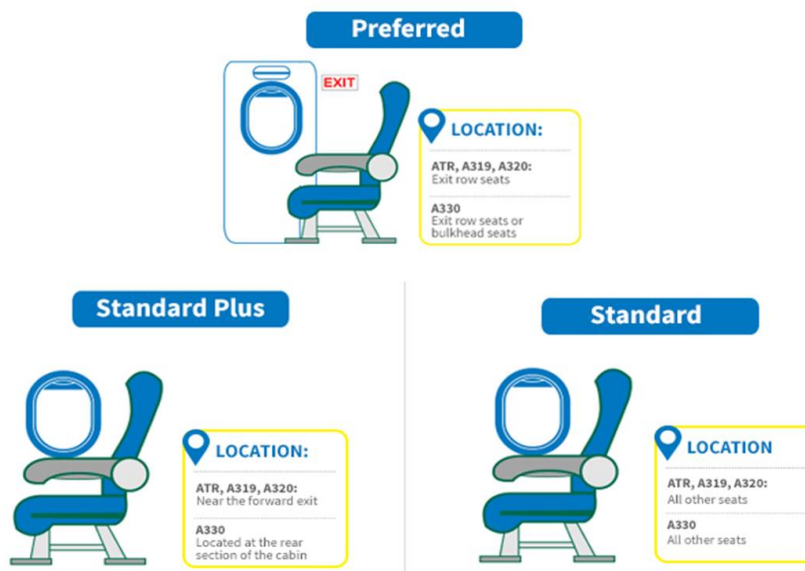 Preferred
EXIT
LOCATION:
ATR, A319, A320:
Exit row seats
A330
Exit row seats or
bulkhead seats
Standard Plus
LOCATION:
ATR, A319, A320:
Near the forward exit
A330
Located at the rear
section of the cabin
Standard
LOCATION
ATR, A319, A320:
All other seats
A330
All other seats